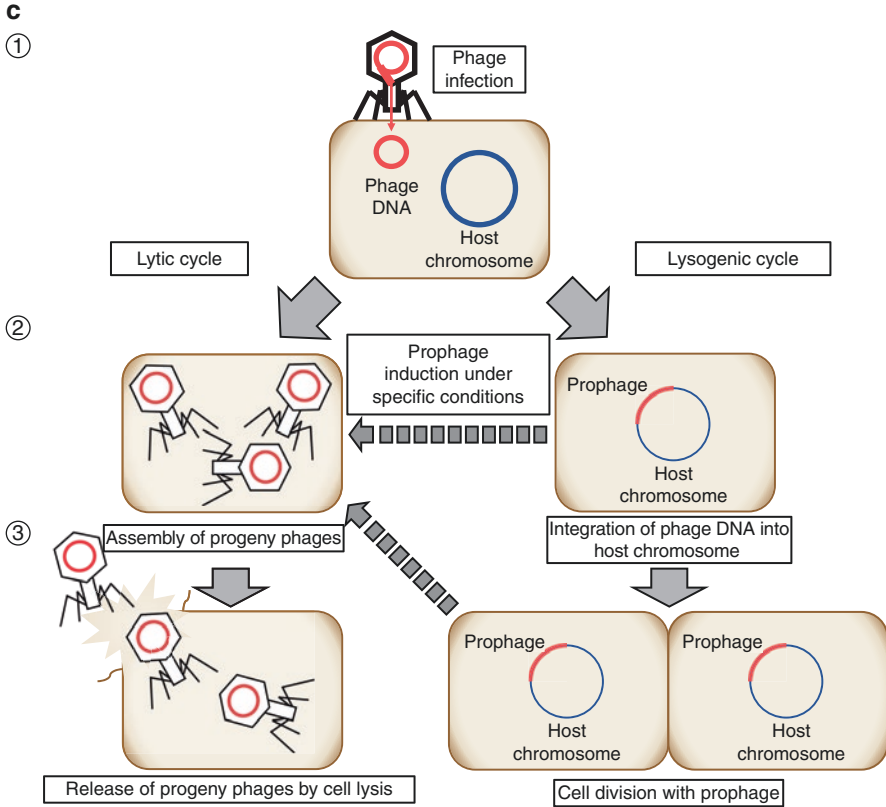 c
①
Phage
infection
Phage
DNA
Host
chromosome
Lytic cycle
Lysogenic cycle
②
Prophage
induction under
specific conditions
Prophage
Host
chromosome
③
Assembly of progeny phages
Integration of phage DNA into
host chromosome
Prophage
Host
chromosome
Prophage
Host
chromosome
Release of progeny phages by cell lysis
Cell division with prophage